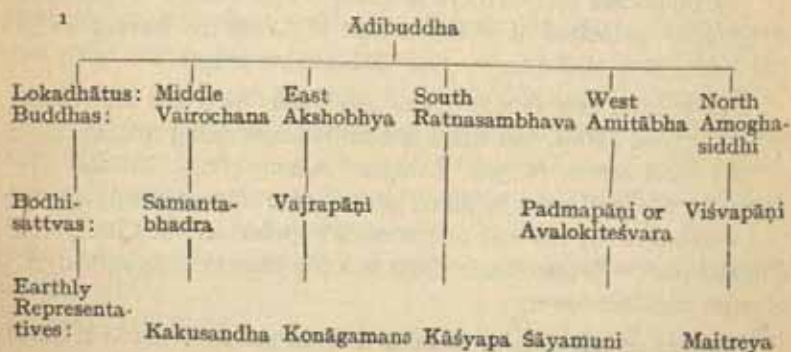 1
Ādibuddha
Lokadhātus: Middle East South West North
Buddhas: Vairochana Akshobhya Ratnasambhava Amitābha Amogha-
siddhi
Bodhi- Samanta- Vajrapāṇi Padmapāṇi or Viśvapāṇi
sattvas: bhadra Avalokiteśvara
Earthly
Representa-
tives: Kakusandha Konāgamana Kāśyapa Śāyamuni Maitreya